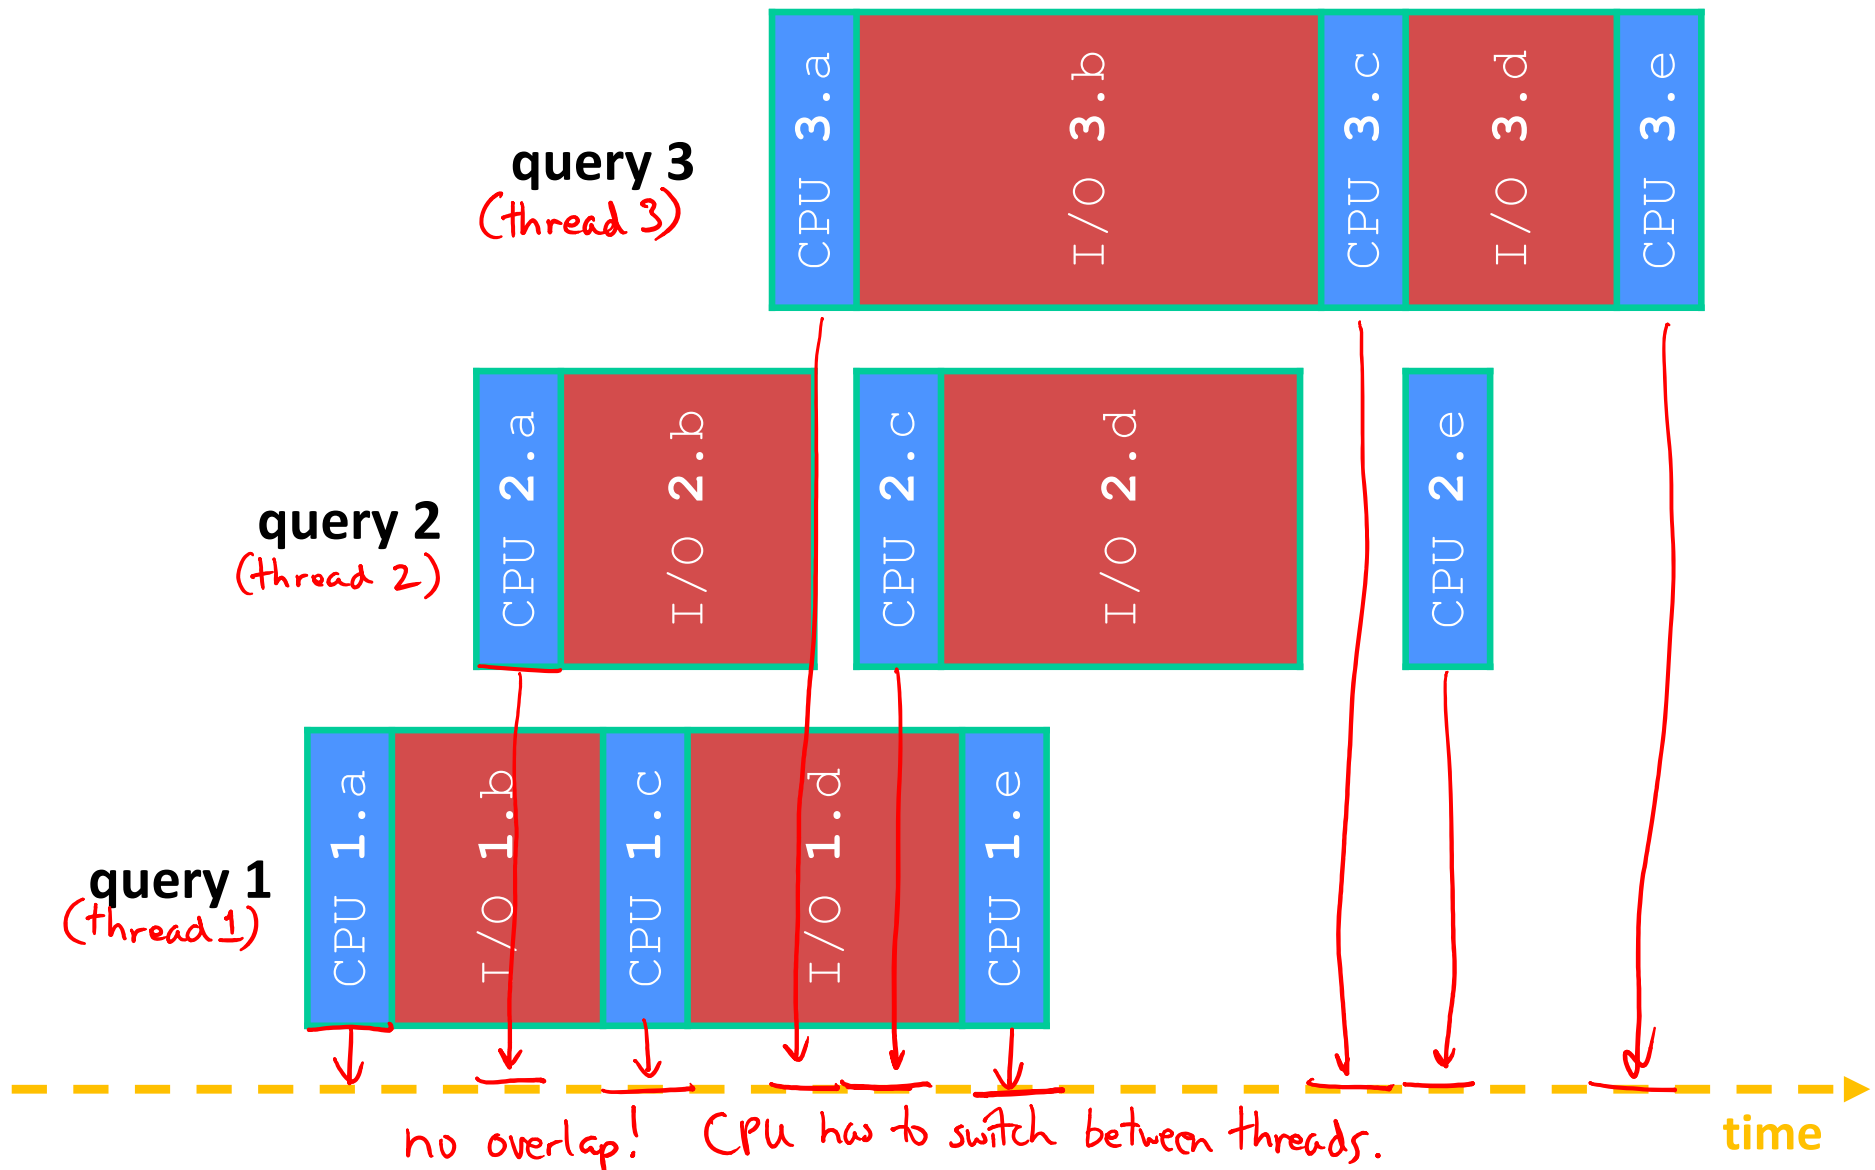 CPU 3.a
I/O 3.b
CPU 3.c
I/O 3.d
CPU 3.e
query 3
(thread 3)
CPU 2.a
I/O 2.b
CPU 2.c
I/O 2.d
CPU 2.e
query 2
(thread 2)
CPU 1.a
I/O 1.b
CPU 1.c
I/O 1.d
CPU 1.e
query 1
(thread 1)
no overlap! CPU has to switch between threads.
time